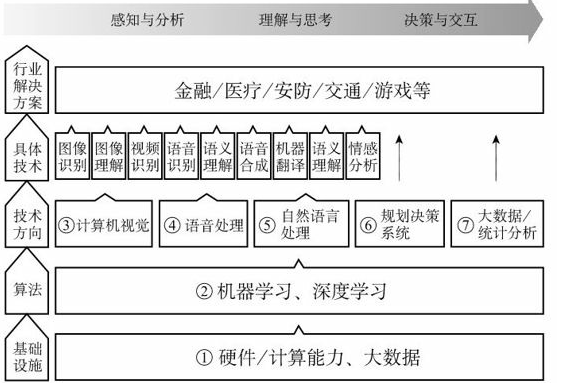 感知与分析 理解与思考 决策与交互
行业
解决
方案
金融/医疗/安防/交通/游戏等
具体
技术
图像
识别
图像
理解
视频
识别
语音
识别
语义
理解
语音
合成
机器
翻译
语义
理解
情感
分析
技术
方向
③计算机视觉
④语音处理
⑤自然语言
处理
⑥规划决策
系统
⑦大数据/
统计分析
算法
②机器学习、深度学习
基础
设施
①硬件/计算能力、大数据